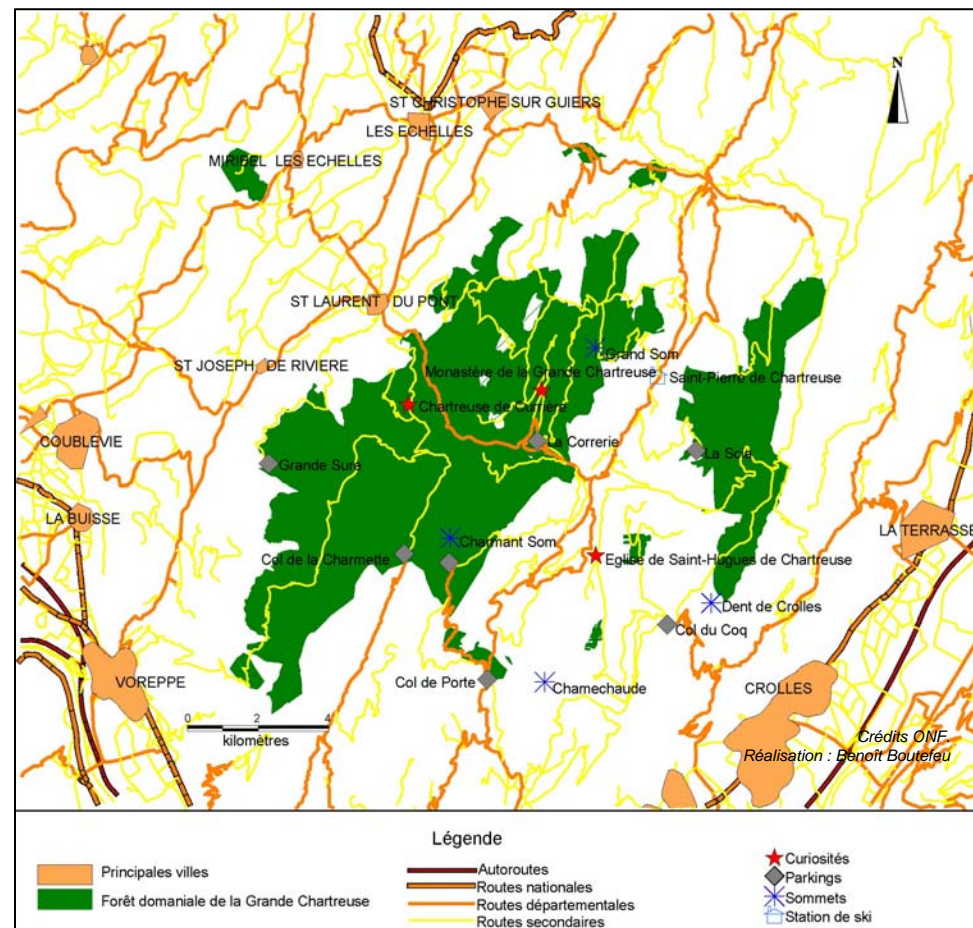 N
ST CHRISTOPHE SUR GUIERS
LES ECHELLES
MIRIBEL LES ECHELLES
ST LAURENT DU PONT
Grand Som
ST JOSEPH DE RIVIERE
Monastère de la Grande Chartreuse
Saint-Pierre de Chartreuse
Chartreuse de Currière
COUBLEVIE
La Correrie
La Scia
Grande Sure
LA BUISSE
LA TERRASSE
Charmant Som
Col de la Charmette
Eglise de Saint-Hugues de Chartreuse
Dent de Crolles
Col du Coq
VOREPPE
Col de Porte
Chamechaude
CROLLES
0 2 4
kilomètres
Crédits ONF.
Réalisation : Benoît Boutefeu
Légende
Principales villes
Forêt domaniale de la Grande Chartreuse
Autoroutes
Routes nationales
Routes départementales
Routes secondaires
Curiosités
Parkings
Sommets
Station de ski